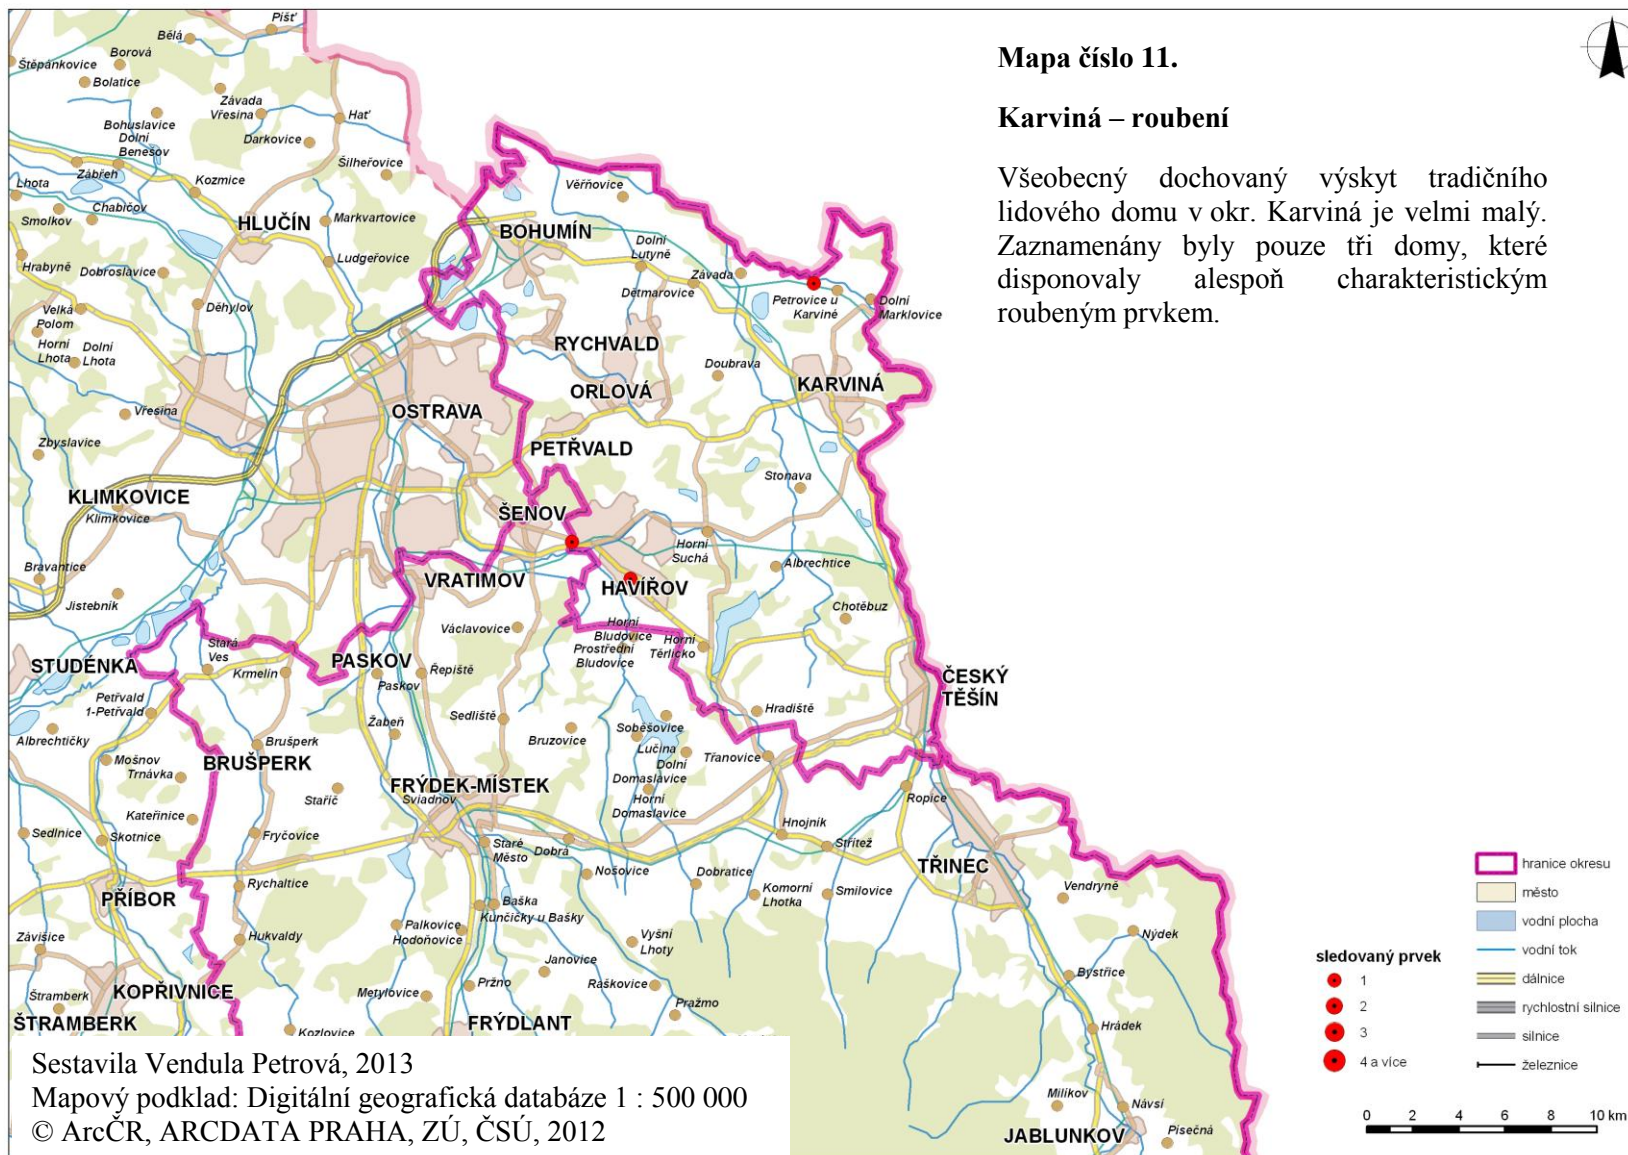 Mapa číslo 11.
Karviná – roubení
Všeobecný dochovaný výskyt tradičního
lidového domu v okr. Karviná je velmi malý.
Zaznamenány byly pouze tři domy, které
disponovaly alespoň charakteristickým
roubeným prvkem.
Píšť
Bělá
Borová
Štěpánkovice
Bolatice
Závada
Vřesina
Hať
Bohuslavice
Darkovice
Dolní
Benešov
Šilheřovice
Zábřeh
Kozmice
Lhota
Chabičov
Smolkov
HLUČÍN
Markvartovice
Věřňovice
BOHUMÍN
Dolní
Lutyně
Hrabyně
Dobroslavice
Ludgeřovice
Závada
Dětmarovice
Petrovice u
Karviné
Dolní
Marklovice
Velká
Polom
Děhylov
Horní
Lhota
Dolní
Lhota
RYCHVALD
Doubrava
KARVINÁ
ORLOVÁ
Vřesina
OSTRAVA
Zbyslavice
PETŘVALD
Stonava
KLIMKOVICE
Klimkovice
ŠENOV
Horní
Suchá
Bravantice
VRATIMOV
HAVÍŘOV
Albrechtice
Jistebník
Chotěbuz
Václavovice
Horní
Bludovice
Prostřední
Bludovice
Horní
Těrlicko
Stará
Ves
STUDÉNKA
Krmelín
PASKOV
Paskov
Řepiště
ČESKÝ
TĚŠÍN
Petřvald
1-Petřvald
Žabeň
Sedliště
Hradiště
Albrechtičky
Bruzovice
Soběšovice
Lučina
Třanovice
Brušperk
BRUŠPERK
Mošnov
Trnávka
Dolní
Domaslavice
Stařič
FRÝDEK-MÍSTEK
Sviadnov
Horní
Domaslavice
Ropice
Kateřinice
Sedlnice
Skotnice
Fryčovice
Staré
Město
Dobrá
Hnojník
Střítež
TŘINEC
Nošovice
Dobratice
Komorní
Lhotka
Smilovice
Vendryně
Rychaltice
PŘÍBOR
Baška
Kunčičky u Bašky
Palkovice
Hodoňovice
Vyšní
Lhoty
Nýdek
Závišice
Hukvaldy
Janovice
Raškovice
Bystřice
Štramberk
KOPŘIVNICE
Metylovice
Pržno
Pražmo
ŠTRAMBERK
Kozlovice
FRÝDLANT
Hrádek
Milíkov
Návsí
Písečná
JABLUNKOV
sledovaný prvek
1
2
3
4 a více
hranice okresu
město
vodní plocha
vodní tok
dálnice
rychlostní silnice
silnice
železnice
0 2 4 6 8 10 km
Sestavila Vendula Petrová, 2013
Mapový podklad: Digitální geografická databáze 1 : 500 000
© ArcČR, ARCDATA PRAHA, ZÚ, ČSÚ, 2012